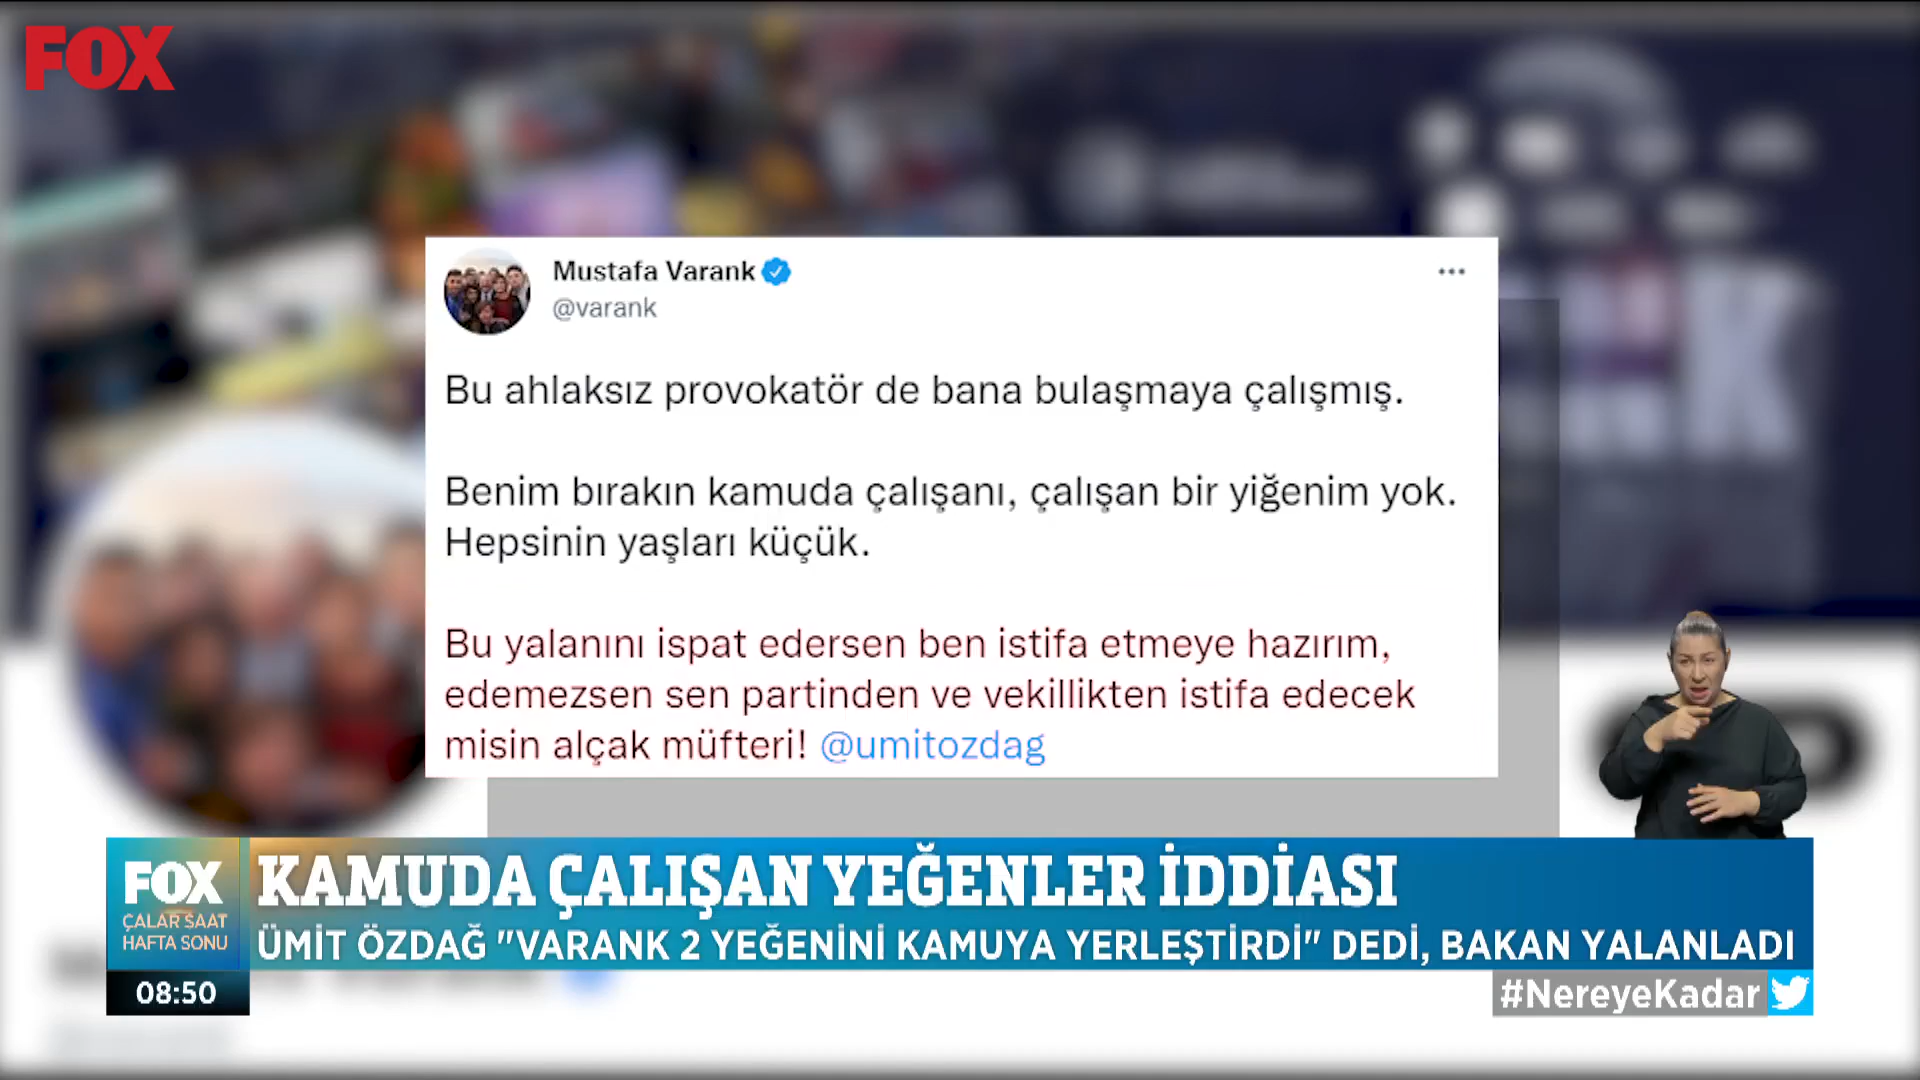 FOX
Mustafa Varank
@varank
Bu ahlaksız provokatör de bana bulaşmaya çalışmış.
Benim bırakın kamuda çalışanı, çalışan bir yiğenim yok.
Hepsinin yaşları küçük.
Bu yalanını ispat edersen ben istifa etmeye hazırım,
edemezsen sen partinden ve vekillikten istifa edecek
misin alçak müfteri! @umitozdag
FOX
ÇALAR SAAT
HAFTA SONU
KAMUDA ÇALIŞAN YEĞENLER İDDİASI
ÜMİT ÖZDAĞ "VARANK 2 YEĞENİNİ KAMUYA YERLEŞTİRDİ" DEDİ, BAKAN YALANLADI
08:50
#NereyeKadar